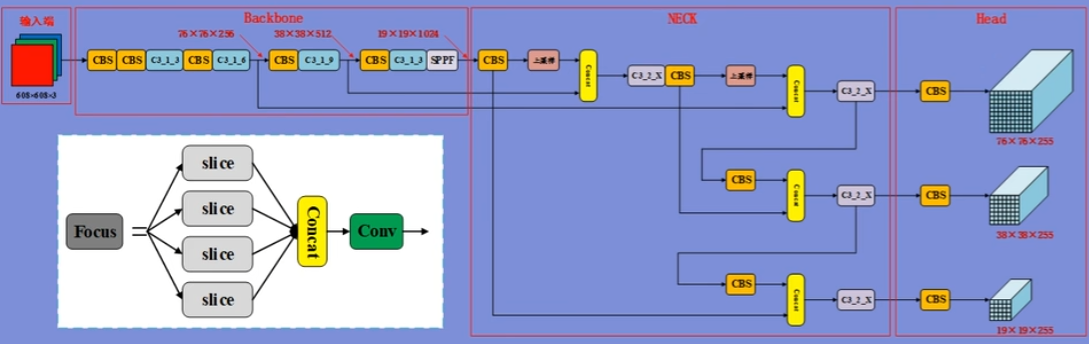 输入端
Backbone
NECK
Head
76×76×256
38×38×512
19×19×1024
608×608×3
CBS
CBS
C3_1_3
CBS
C3_1_6
CBS
C3_1_9
CBS
C3_1_3
SPPF
CBS
上采样
Concat
C3_2_X
CBS
上采样
Concat
C3_2_X
CBS
76×76×255
CBS
Concat
C3_2_X
CBS
38×38×255
CBS
Concat
C3_2_X
CBS
19×19×255
Focus
slice
slice
slice
slice
Concat
Conv